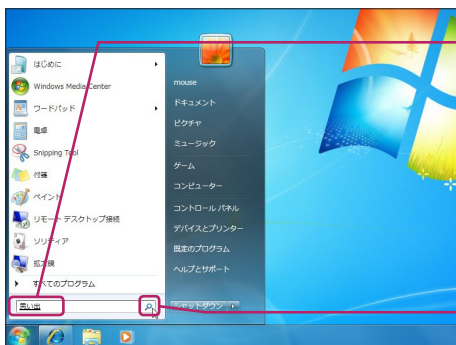 はじめに
Windows Media Center
ワードパッド
電卓
Snipping Tool
付箋
ペイント
リモート デスクトップ接続
ソリティア
拡大鏡
すべてのプログラム
思い出
mouse
ドキュメント
ピクチャ
ミュージック
ゲーム
コンピューター
コントロール パネル
デバイスとプリンター
既定のプログラム
ヘルプとサポート
シャットダウン